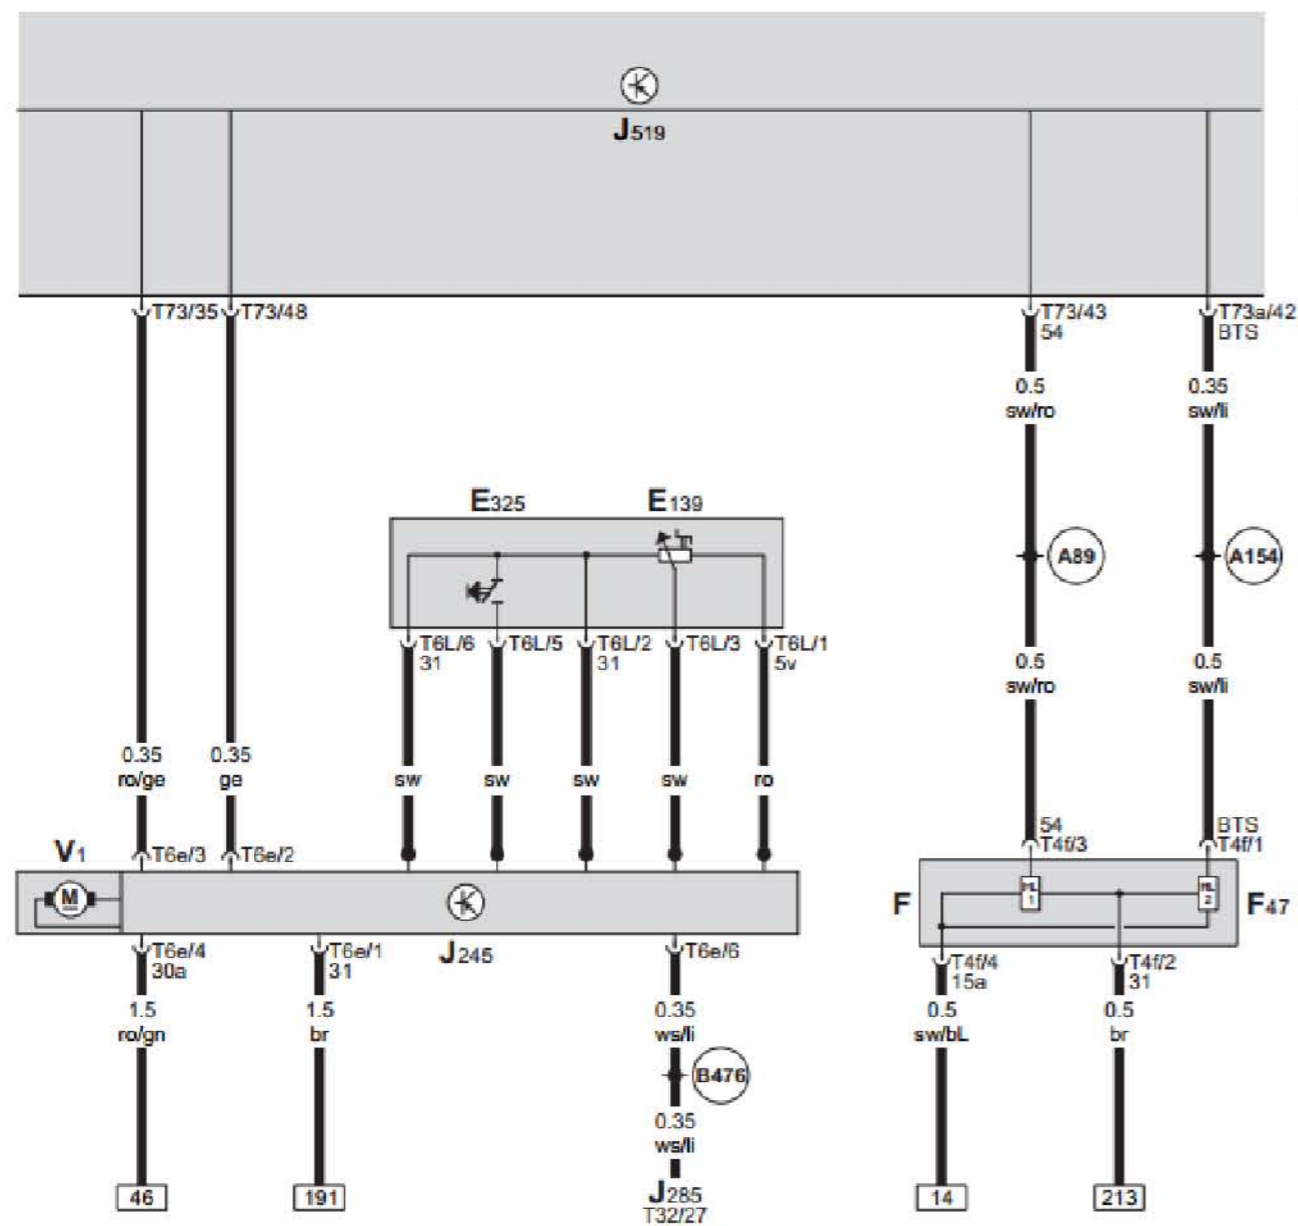 J519
T73/35 T73/48 T73/43 T73a/42
54 BTS
0.5 0.35
sw/ro sw/li
E325 E139
A89 A154
T6L/6 T6L/5 T6L/2 T6L/3 T6L/1
31 31 5v
0.5 0.5
sw/ro sw/li
0.35 0.35
ro/ge ge sw sw sw sw ro
54 BTS
V1 T6e/3 T6e/2 T4f/3 T4f/1
M ML 1 ML 2
F F47
J245
T6e/4 T6e/1 T6e/6 T4f/4 T4f/2
30a 31 15a 31
1.5 1.5 0.35 0.5 0.5
ro/gn br ws/li sw/bL br
B476
0.35
ws/li
46 191 J285 14 213
T32/27